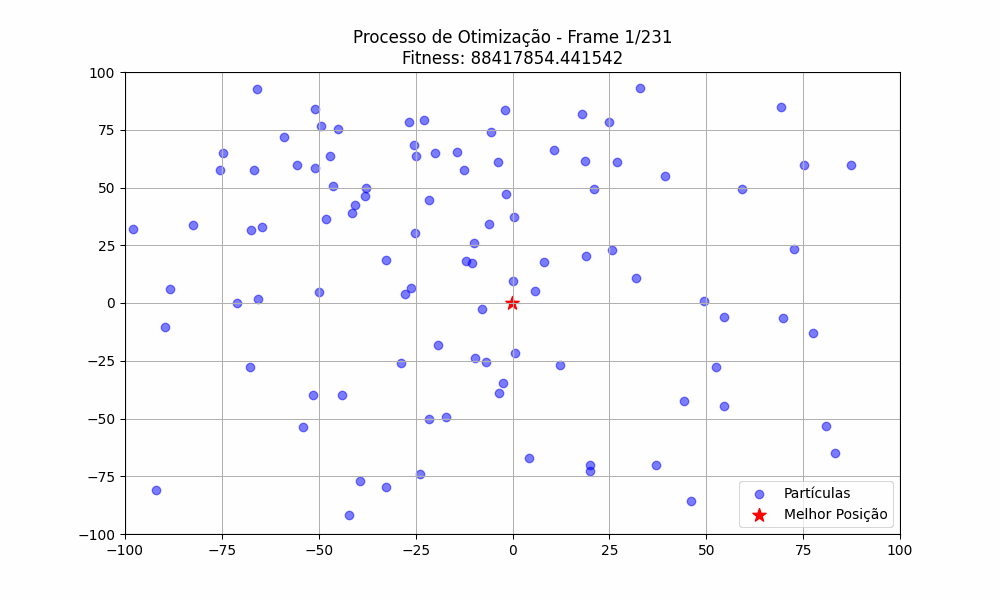 Processo de Otimização - Frame 1/231
Fitness: 88417854.441542
100
75
50
25
0
−25
−50
−75
−100
−100 −75 −50 −25 0 25 50 75 100
Partículas
Melhor Posição